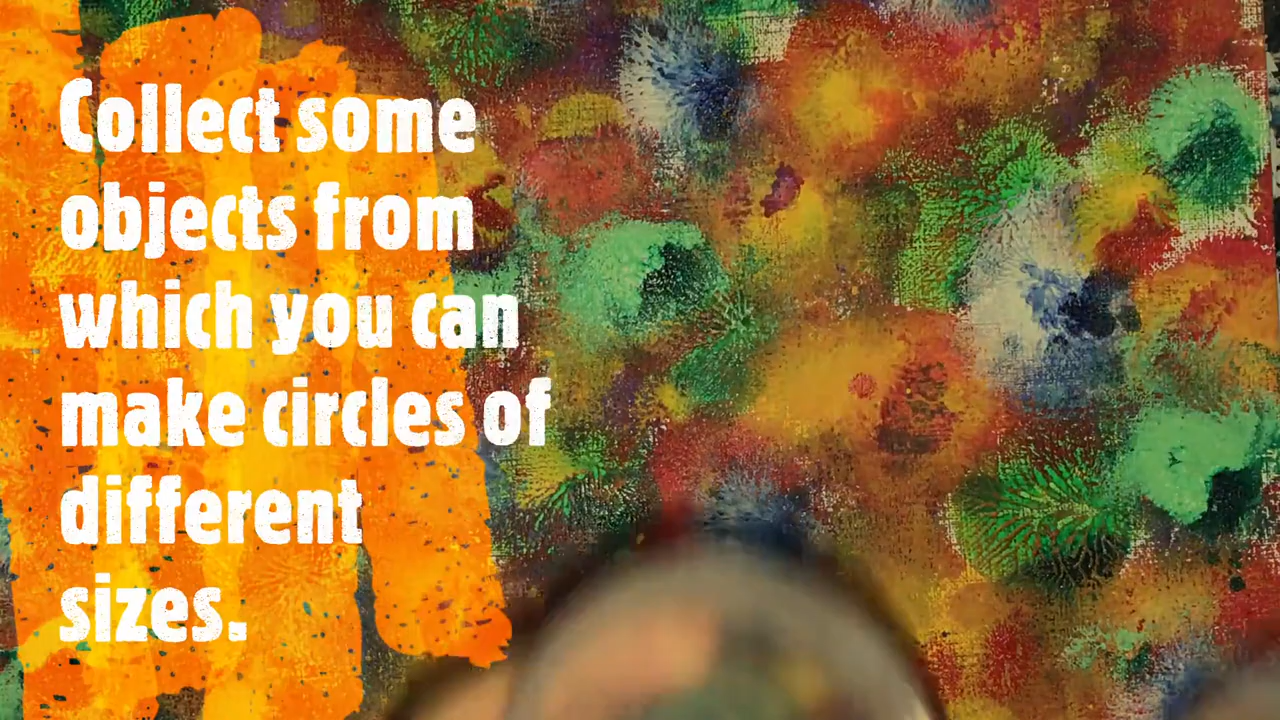 Collect some
objects from
which you can
make circles of
different
sizes.